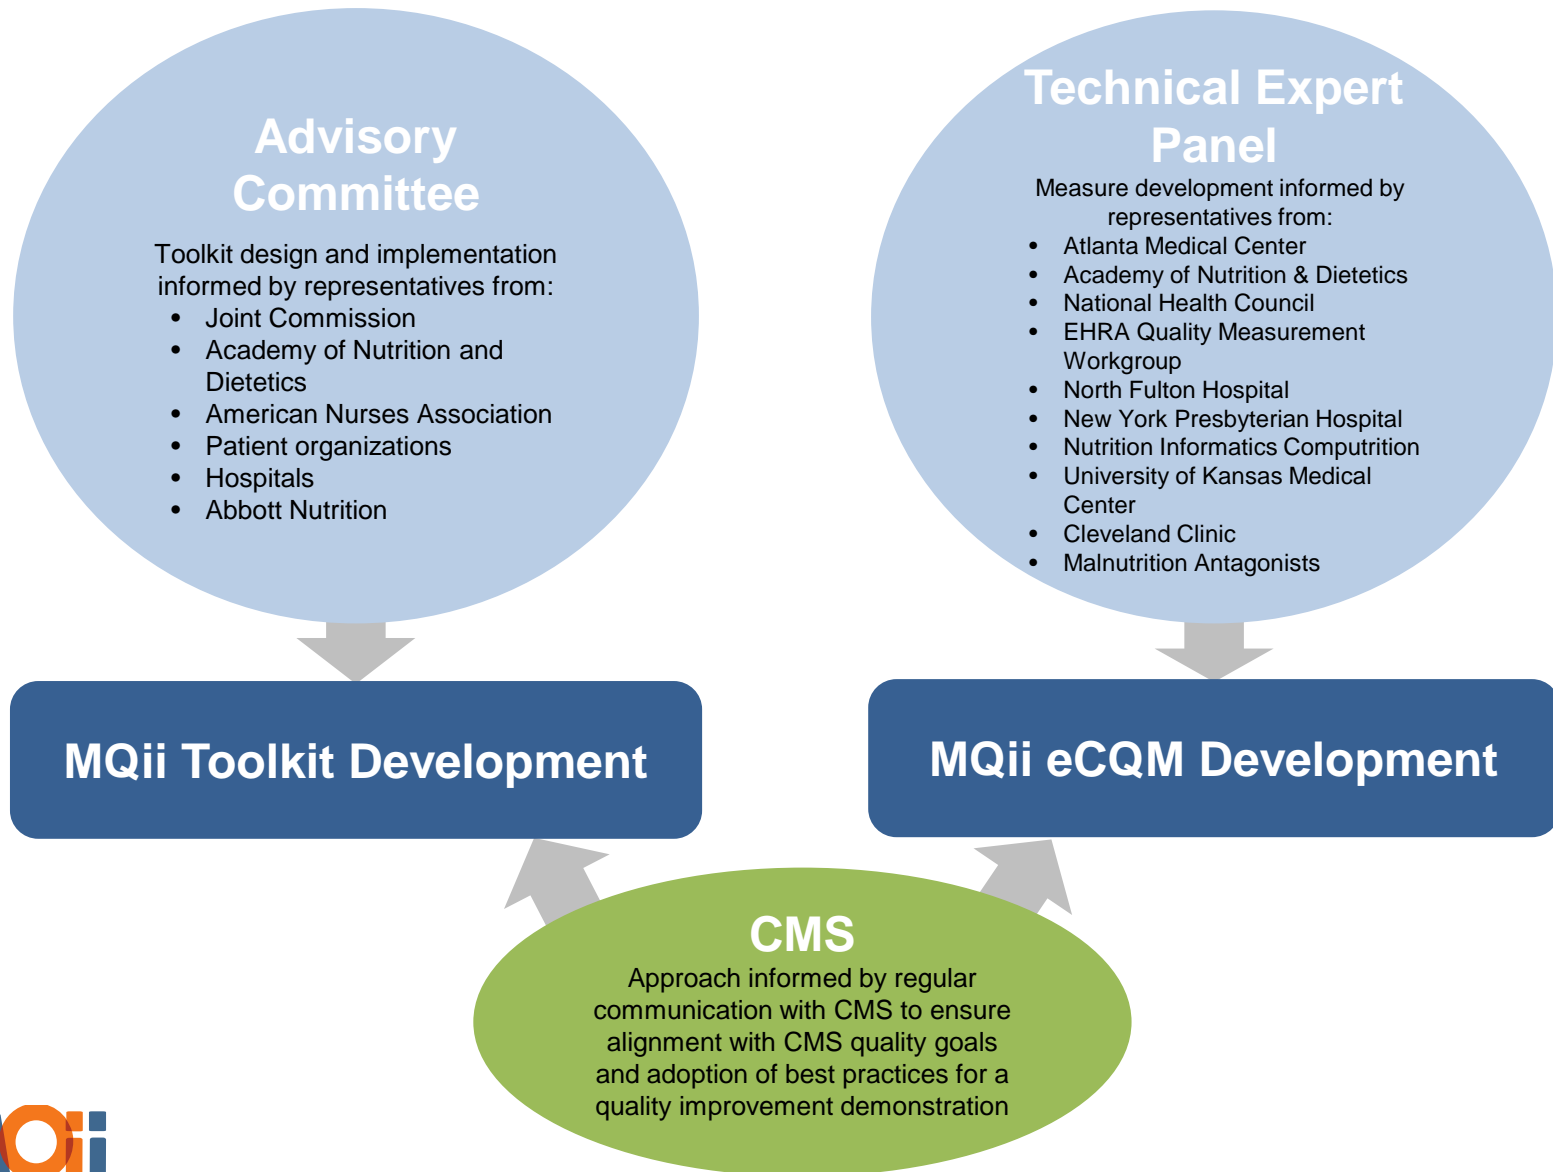 Advisory
Committee
Toolkit design and implementation
informed by representatives from:
• Joint Commission
• Academy of Nutrition and
Dietetics
• American Nurses Association
• Patient organizations
• Hospitals
• Abbott Nutrition
Technical Expert
Panel
Measure development informed by
representatives from:
• Atlanta Medical Center
• Academy of Nutrition & Dietetics
• National Health Council
• EHRA Quality Measurement
Workgroup
• North Fulton Hospital
• New York Presbyterian Hospital
• Nutrition Informatics Computrition
• University of Kansas Medical
Center
• Cleveland Clinic
• Malnutrition Antagonists
MQii Toolkit Development
MQii eCQM Development
CMS
Approach informed by regular
communication with CMS to ensure
alignment with CMS quality goals
and adoption of best practices for a
quality improvement demonstration